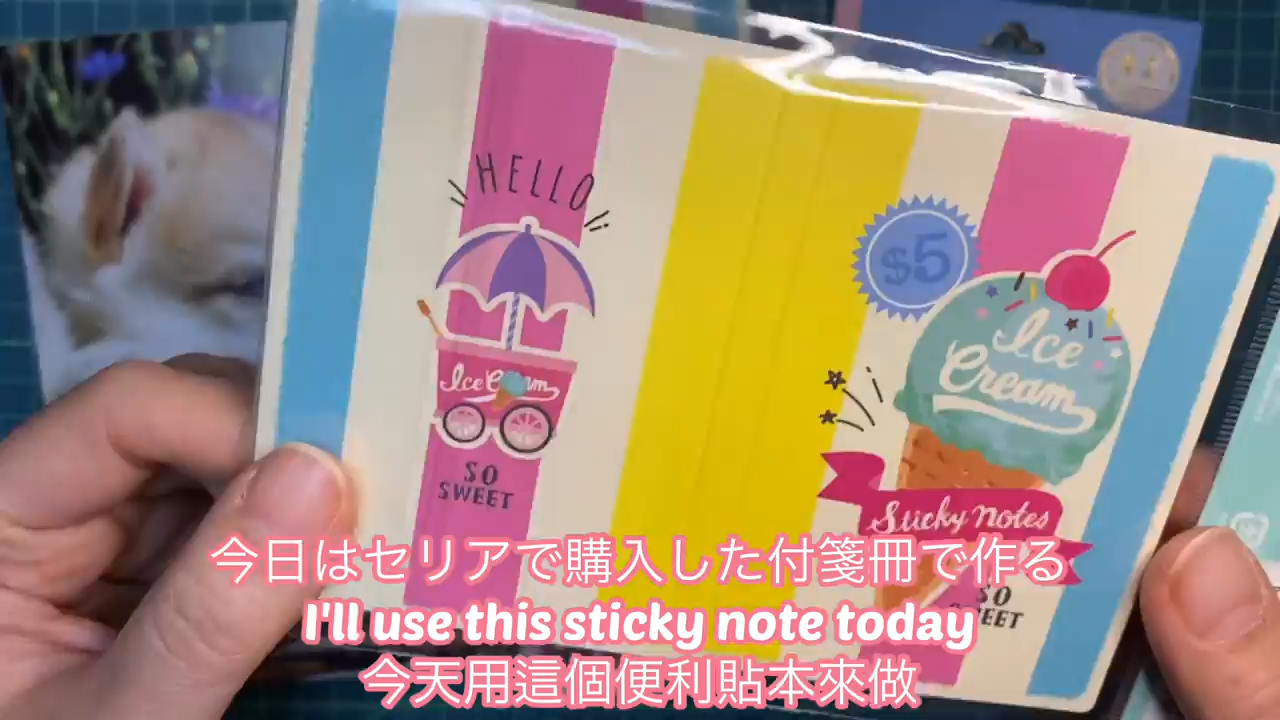 HELLO
Ice Cream
SO
SWEET
$5
Ice
Cream
Sticky Notes
SO
SWEET
今日はセリアで購入した付箋冊で作る
I'll use this sticky note today
今天用這個便利貼本來做